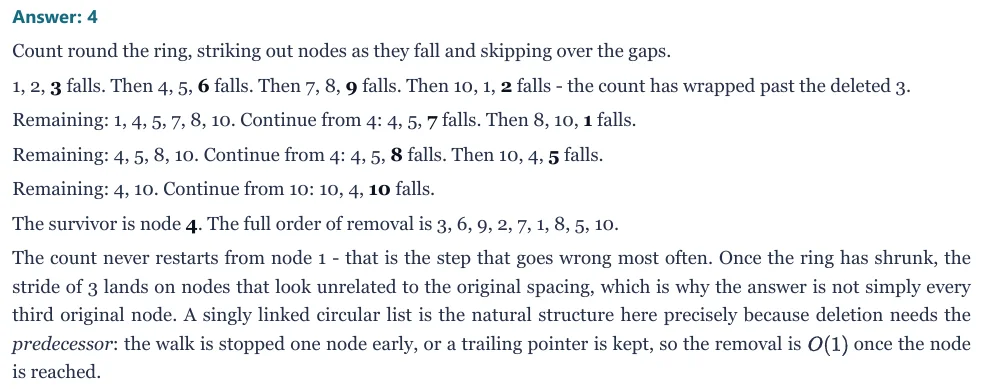 Answer: 4
Count round the ring, striking out nodes as they fall and skipping over the gaps.
1, 2, 3 falls. Then 4, 5, 6 falls. Then 7, 8, 9 falls. Then 10, 1, 2 falls - the count has wrapped past the deleted 3.
Remaining: 1, 4, 5, 7, 8, 10. Continue from 4: 4, 5, 7 falls. Then 8, 10, 1 falls.
Remaining: 4, 5, 8, 10. Continue from 4: 4, 5, 8 falls. Then 10, 4, 5 falls.
Remaining: 4, 10. Continue from 10: 10, 4, 10 falls.
The survivor is node 4. The full order of removal is 3, 6, 9, 2, 7, 1, 8, 5, 10.
The count never restarts from node 1 - that is the step that goes wrong most often. Once the ring has shrunk, the
stride of 3 lands on nodes that look unrelated to the original spacing, which is why the answer is not simply every
third original node. A singly linked circular list is the natural structure here precisely because deletion needs the
predecessor: the walk is stopped one node early, or a trailing pointer is kept, so the removal is O(1) once the node
is reached.